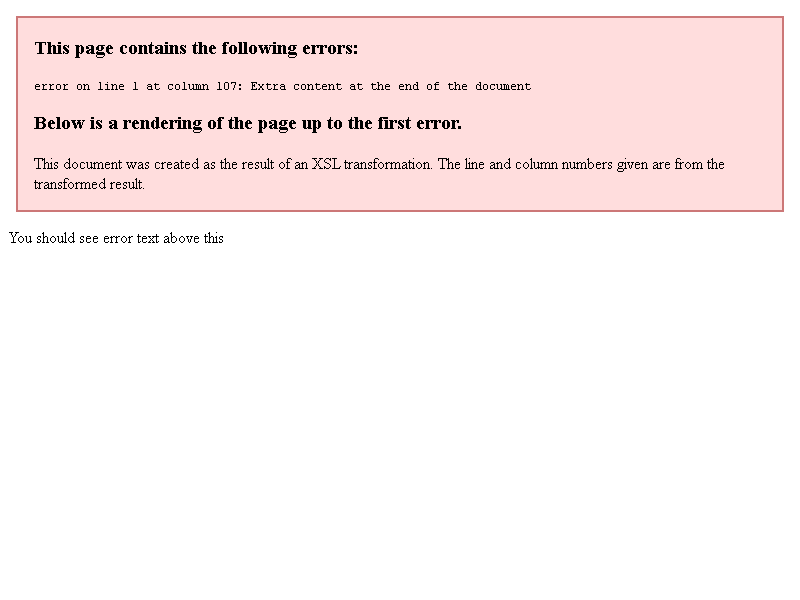 This page contains the following errors:
error on line 1 at column 107: Extra content at the end of the document
Below is a rendering of the page up to the first error.
This document was created as the result of an XSL transformation. The line and column numbers given are from the
transformed result.
You should see error text above this